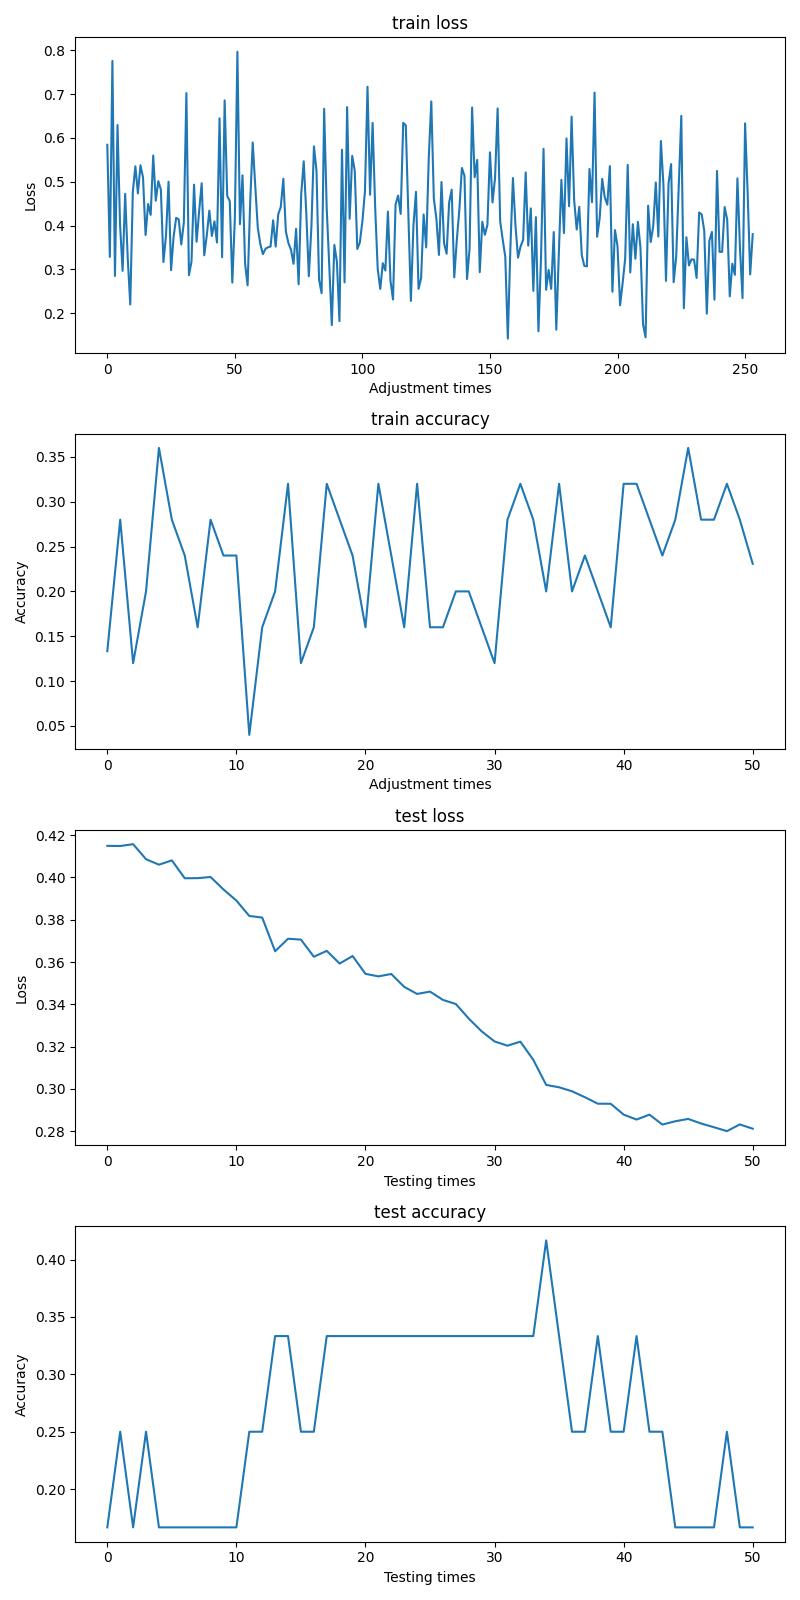 train loss
0.8
0.7
0.6
0.5
0.4
0.3
0.2
Loss
0 50 100 150 200 250
Adjustment times
train accuracy
0.35
0.30
0.25
0.20
0.15
0.10
0.05
Accuracy
0 10 20 30 40 50
Adjustment times
test loss
0.42
0.40
0.38
0.36
0.34
0.32
0.30
0.28
Loss
0 10 20 30 40 50
Testing times
test accuracy
0.40
0.35
0.30
0.25
0.20
Accuracy
0 10 20 30 40 50
Testing times